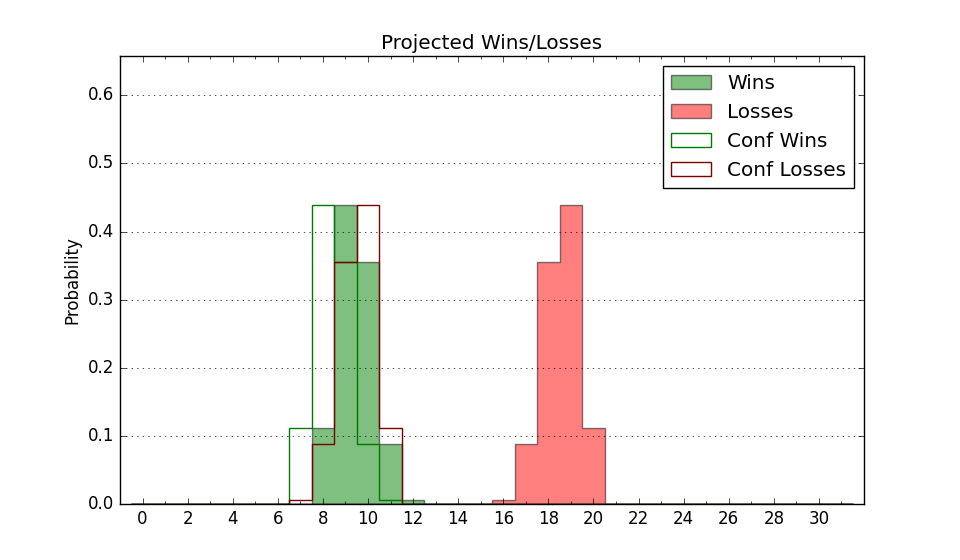 Projected Wins/Losses
Wins
Losses
Conf Wins
Conf Losses
Probability
0.6
0.5
0.4
0.3
0.2
0.1
0.0
0 2 4 6 8 10 12 14 16 18 20 22 24 26 28 30